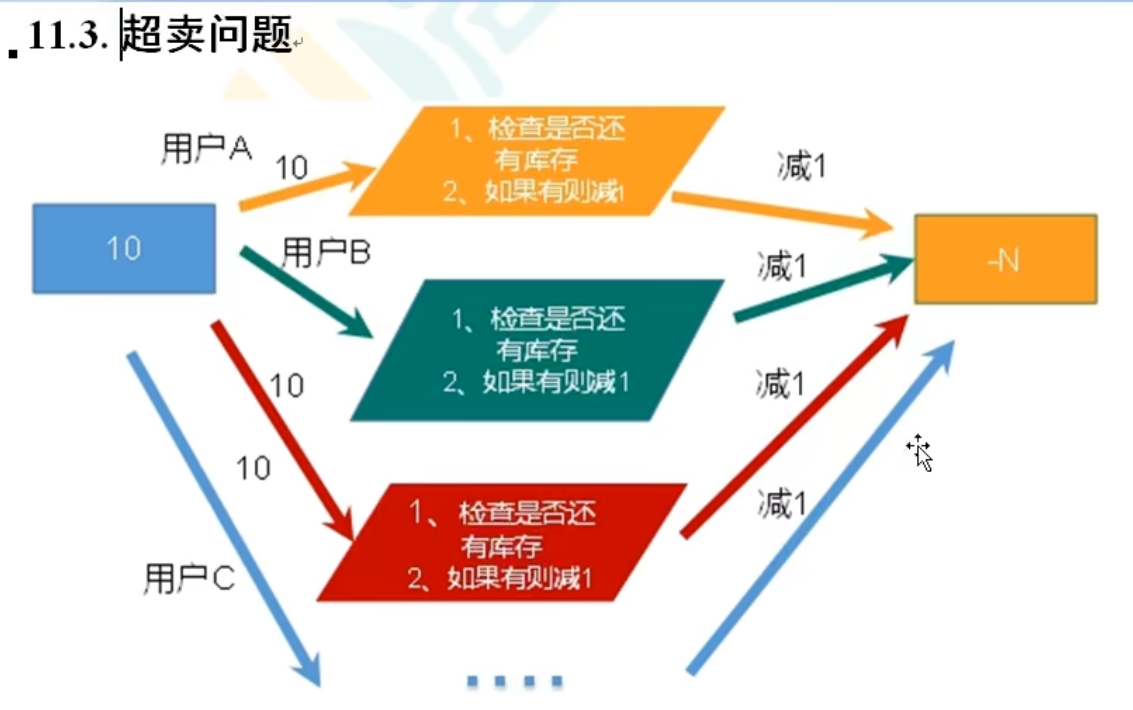 11.3. 超卖问题
用户A
10
1、检查是否还
有库存
2、如果有则减1
减1
10
用户B
1、检查是否还
有库存
2、如果有则减1
减1
-N
10
10
1、检查是否还
有库存
2、如果有则减1
减1
减1
用户C